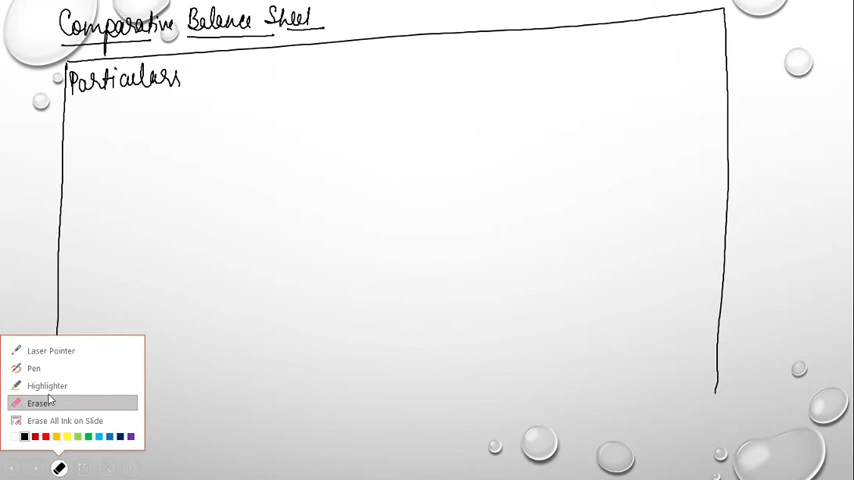 Comparative Balance Sheet
Particulars
Laser Pointer
Pen
Highlighter
Eraser
Erase All Ink on Slide